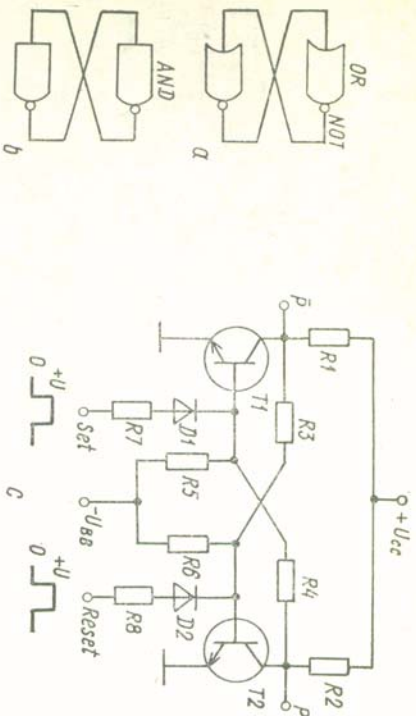 OR
NOT
a
AND
b
+Ucc
R1
R2
p̄
P
R3
R4
T1
T2
D1
R5
R6
D2
R7
R8
Set
-U_BB
Reset
+U
0
+U
0
c